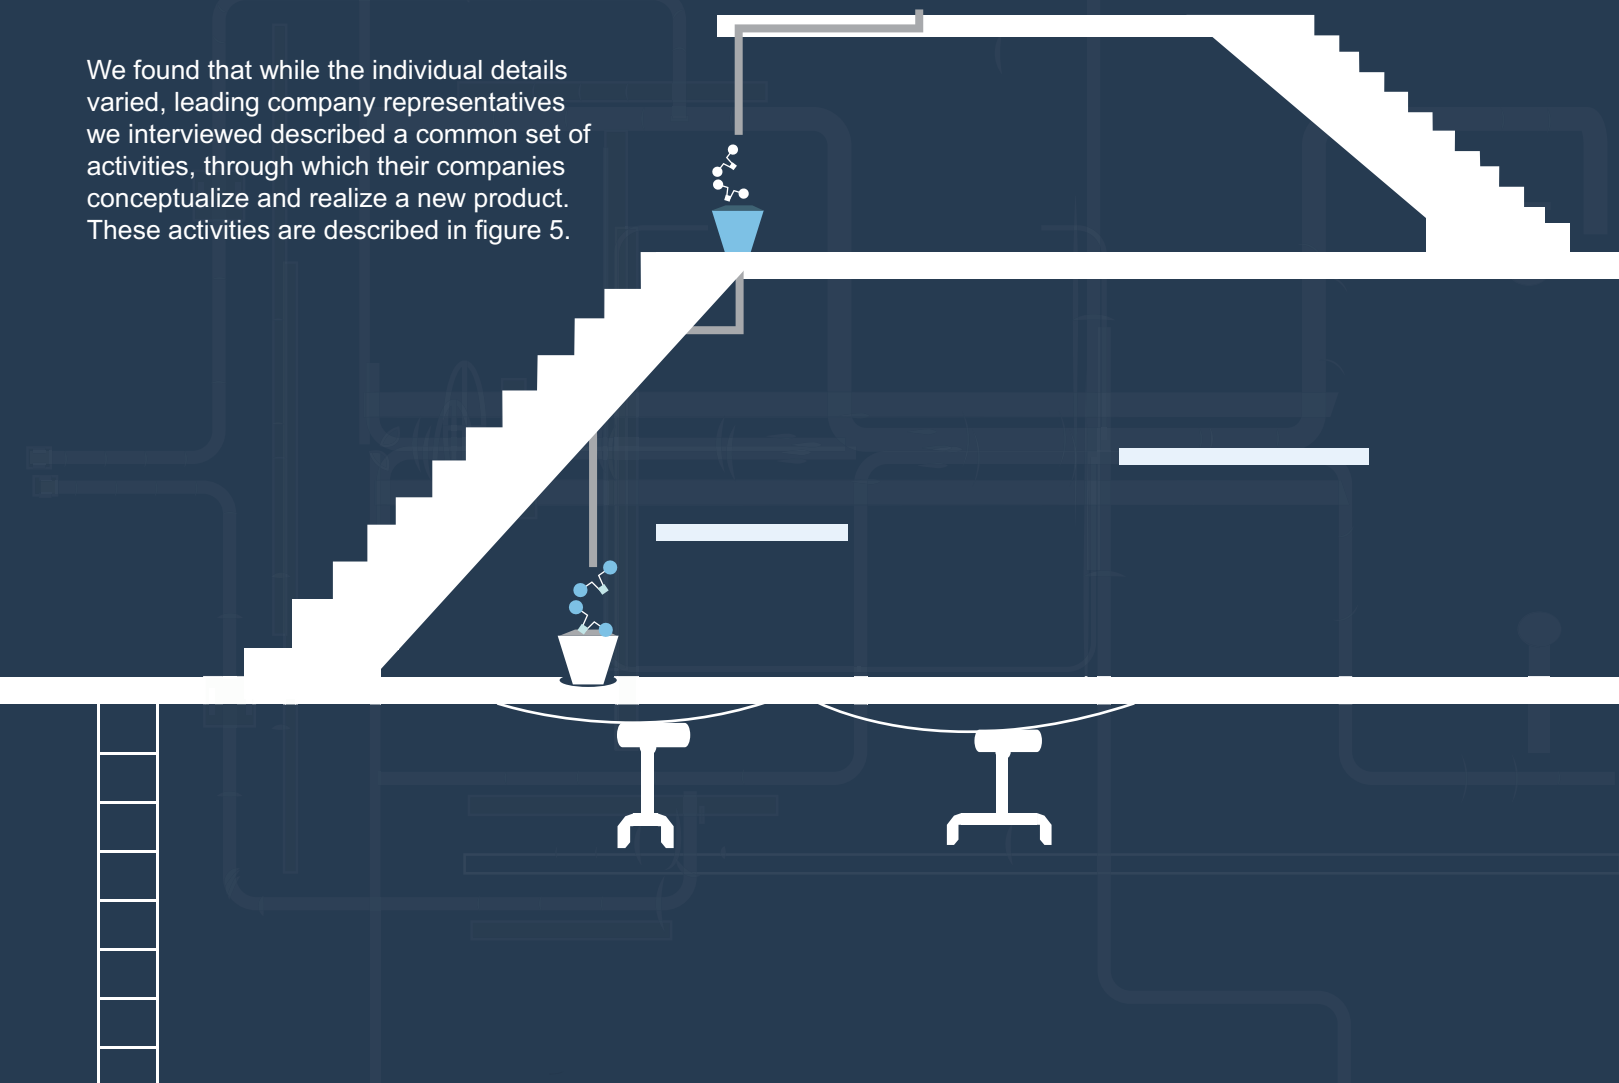 We found that while the individual details
varied, leading company representatives
we interviewed described a common set of
activities, through which their companies
conceptualize and realize a new product.
These activities are described in figure 5.